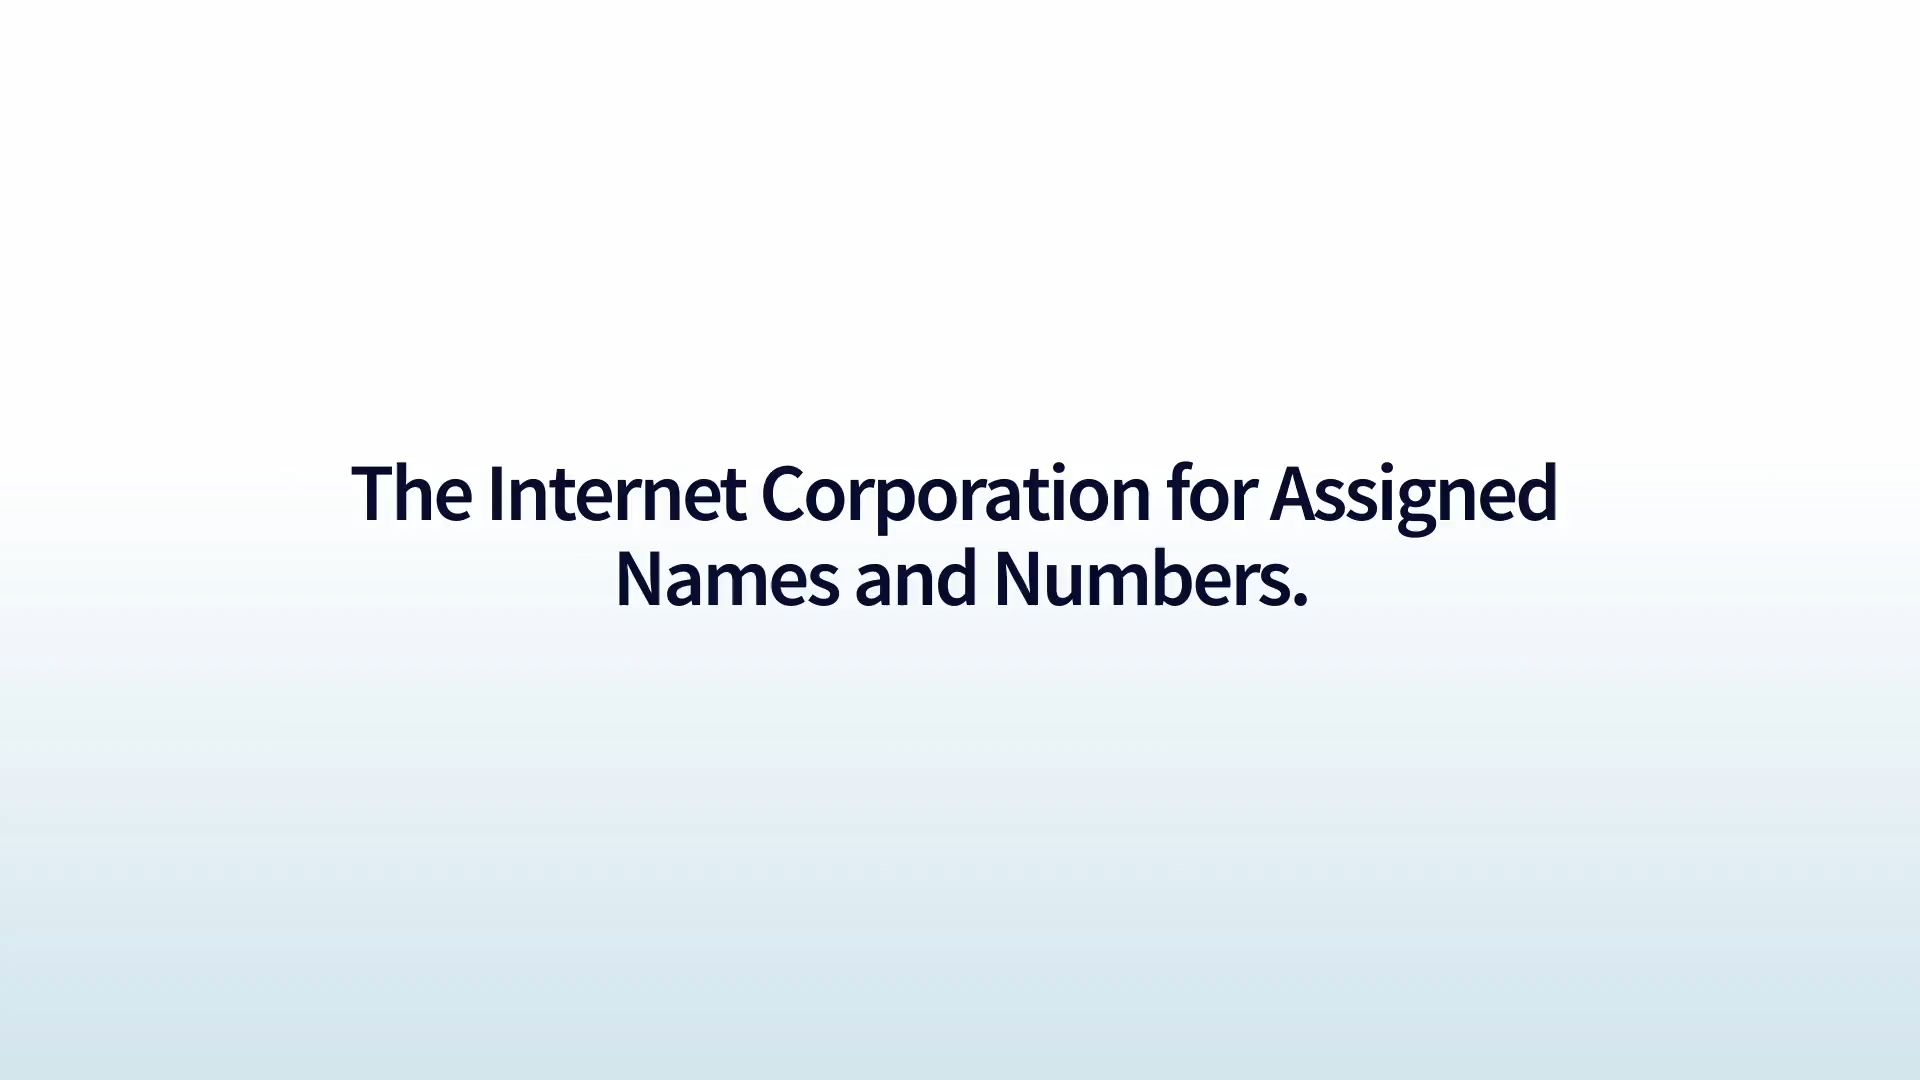 The Internet Corporation for Assigned
Names and Numbers.